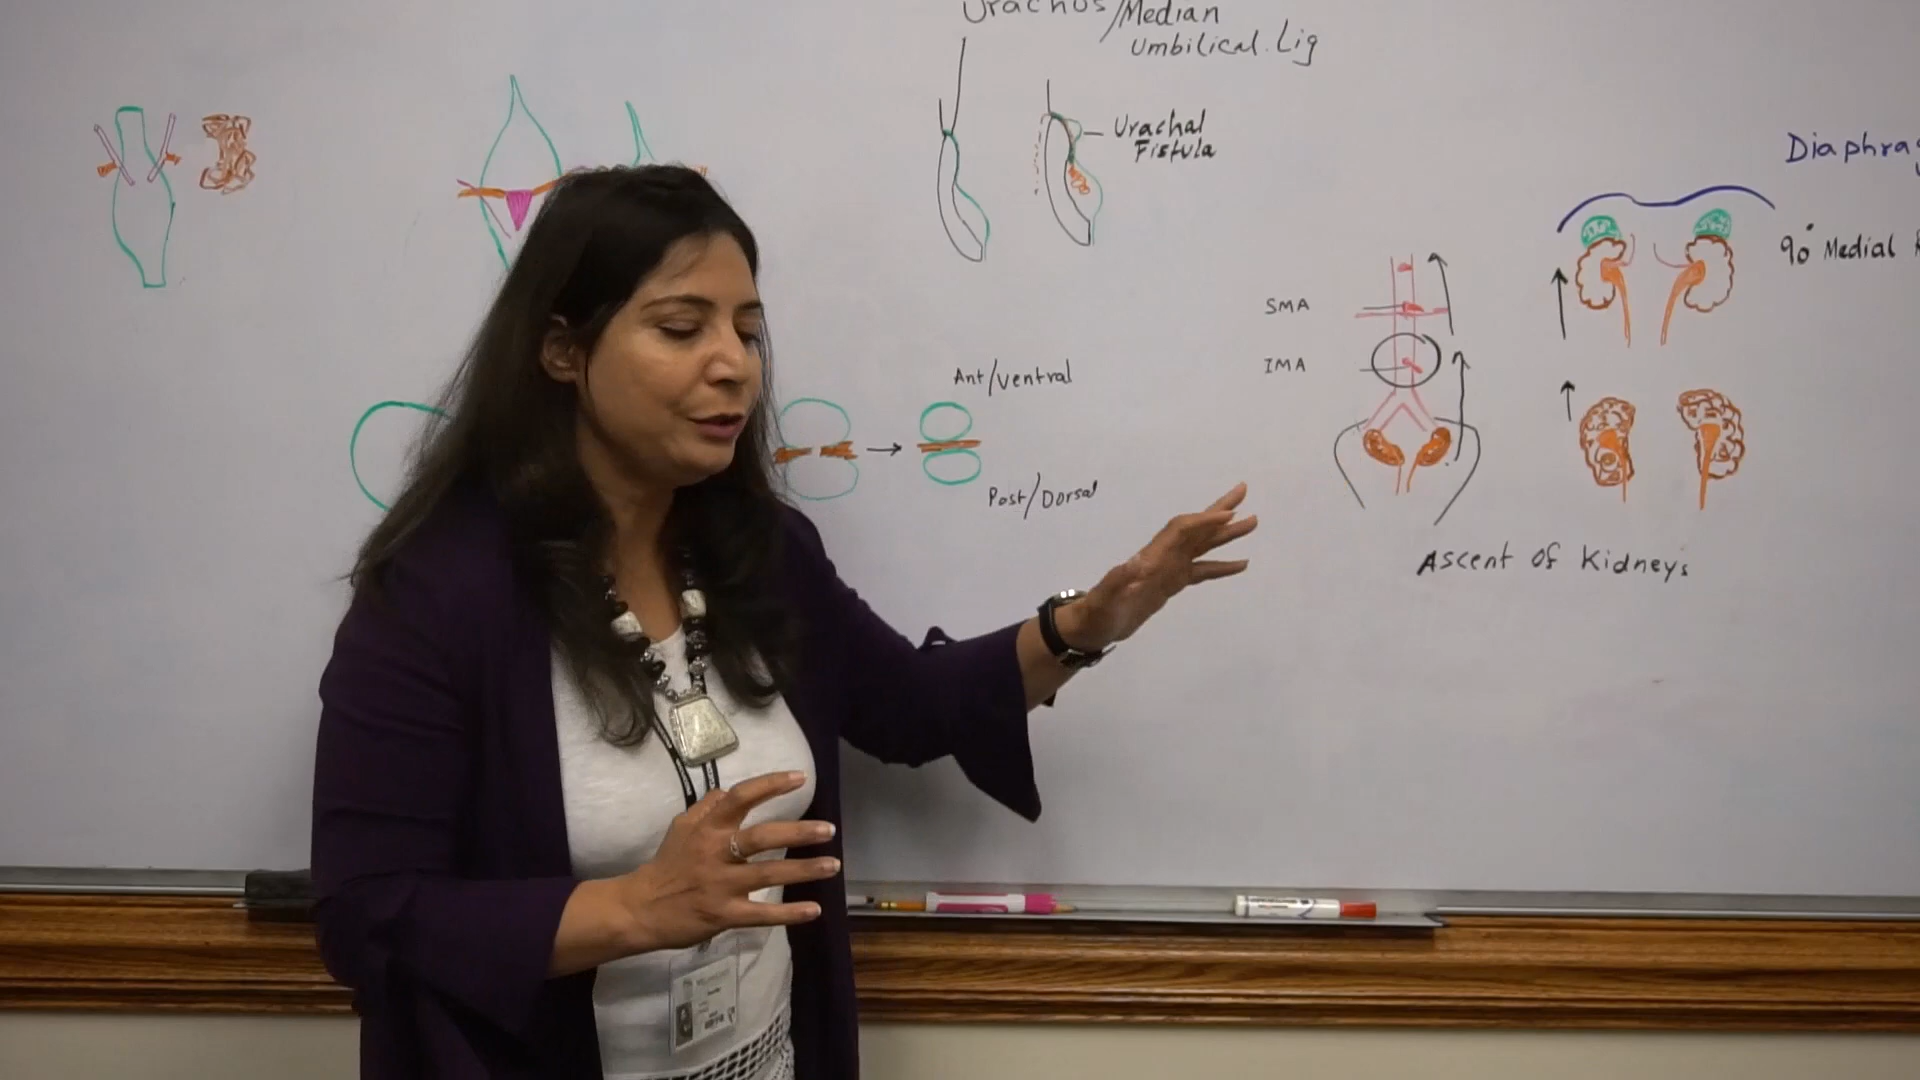 Urachus/Median
Umbilical. Lig
Urachal
Fistula
Diaphrag
90° Medial
SMA
IMA
Ant/ventral
Post/Dorsal
Ascent of Kidneys